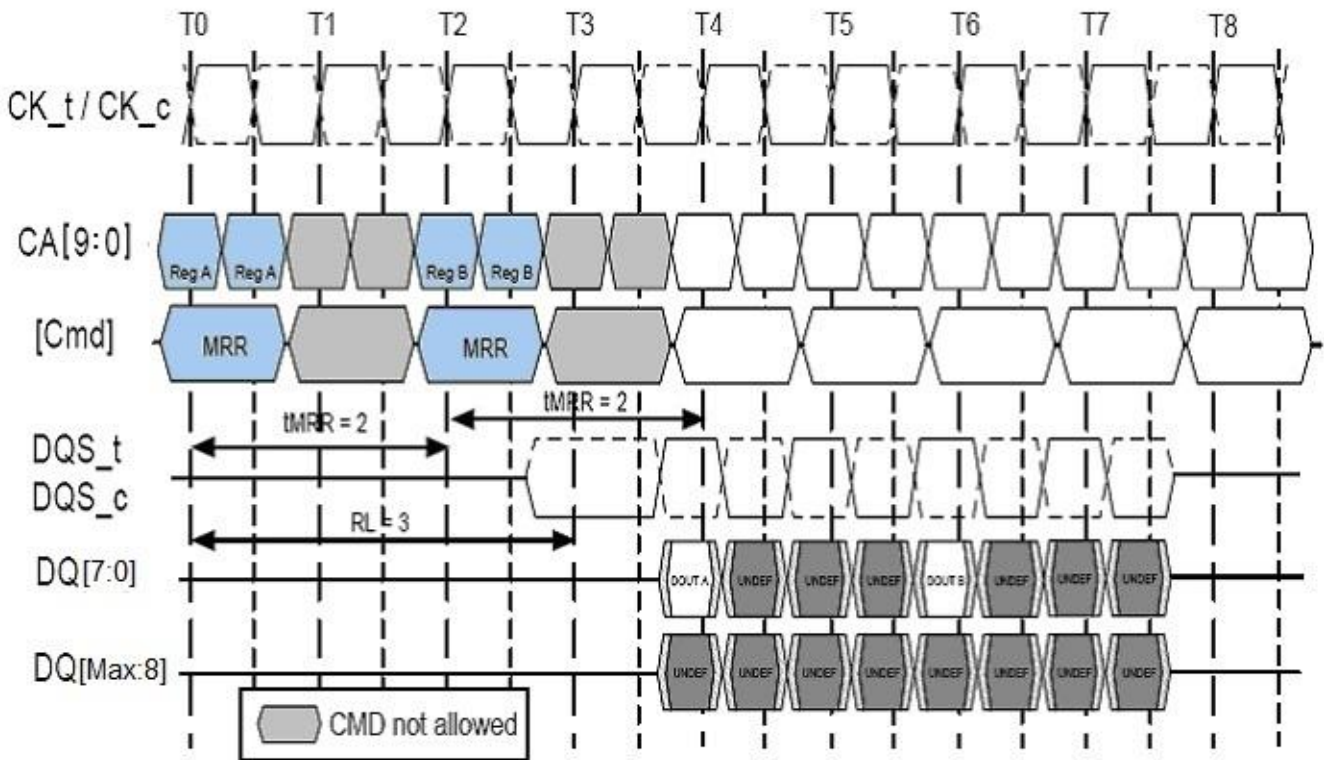 T0 T1 T2 T3 T4 T5 T6 T7 T8
CK_t / CK_c
CA[9:0]
Reg A Reg A Reg B Reg B
[Cmd]
MRR MRR
tMRR = 2
tMRR = 2
DQS_t
DQS_c
RL = 3
DQ[7:0]
DOUT A UNDEF UNDEF UNDEF DOUT B UNDEF UNDEF UNDEF
DQ[Max:8]
UNDEF UNDEF UNDEF UNDEF UNDEF UNDEF UNDEF UNDEF
CMD not allowed